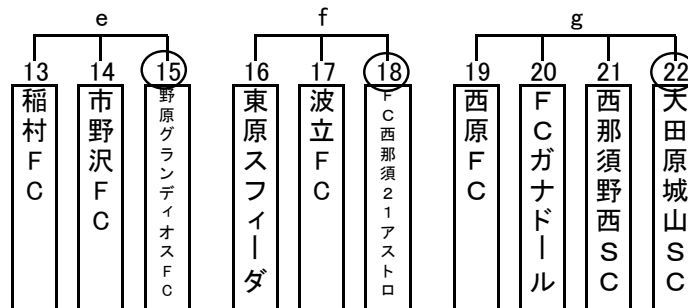 e
f
g
13
14
15
16
17
18
19
20
21
22
稲村FC
市野沢FC
野原グランディオスFC
東原スフィーダ
波立FC
FC西那須21アストロ
西原FC
FCガナドール
西那須野西SC
大田原城山SC